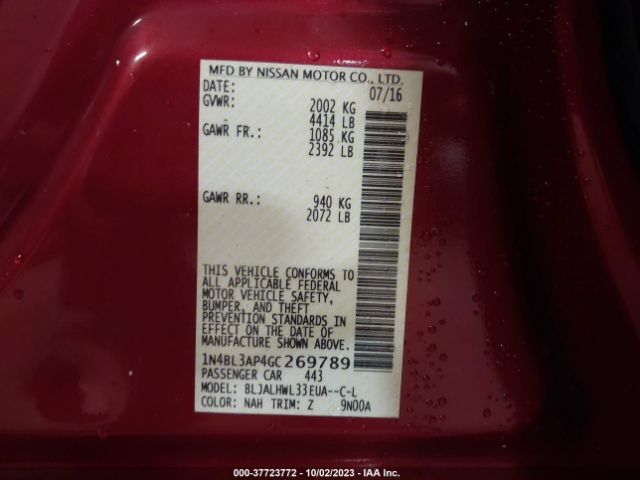 MFD BY NISSAN MOTOR CO., LTD.
DATE: 07/16
GVWR: 2002 KG
4414 LB
GAWR FR.: 1085 KG
2392 LB
GAWR RR.: 940 KG
2072 LB
THIS VEHICLE CONFORMS TO
ALL APPLICABLE FEDERAL
MOTOR VEHICLE SAFETY,
BUMPER, AND THEFT
PREVENTION STANDARDS IN
EFFECT ON THE DATE OF
MANUFACTURE SHOWN ABOVE.
1N4BL3AP4GC269789
PASSENGER CAR 443
MODEL: BLJALHWL33EUA--C-L
COLOR: NAH TRIM: Z 9N00A
000-37723772 - 10/02/2023 - IAA Inc.